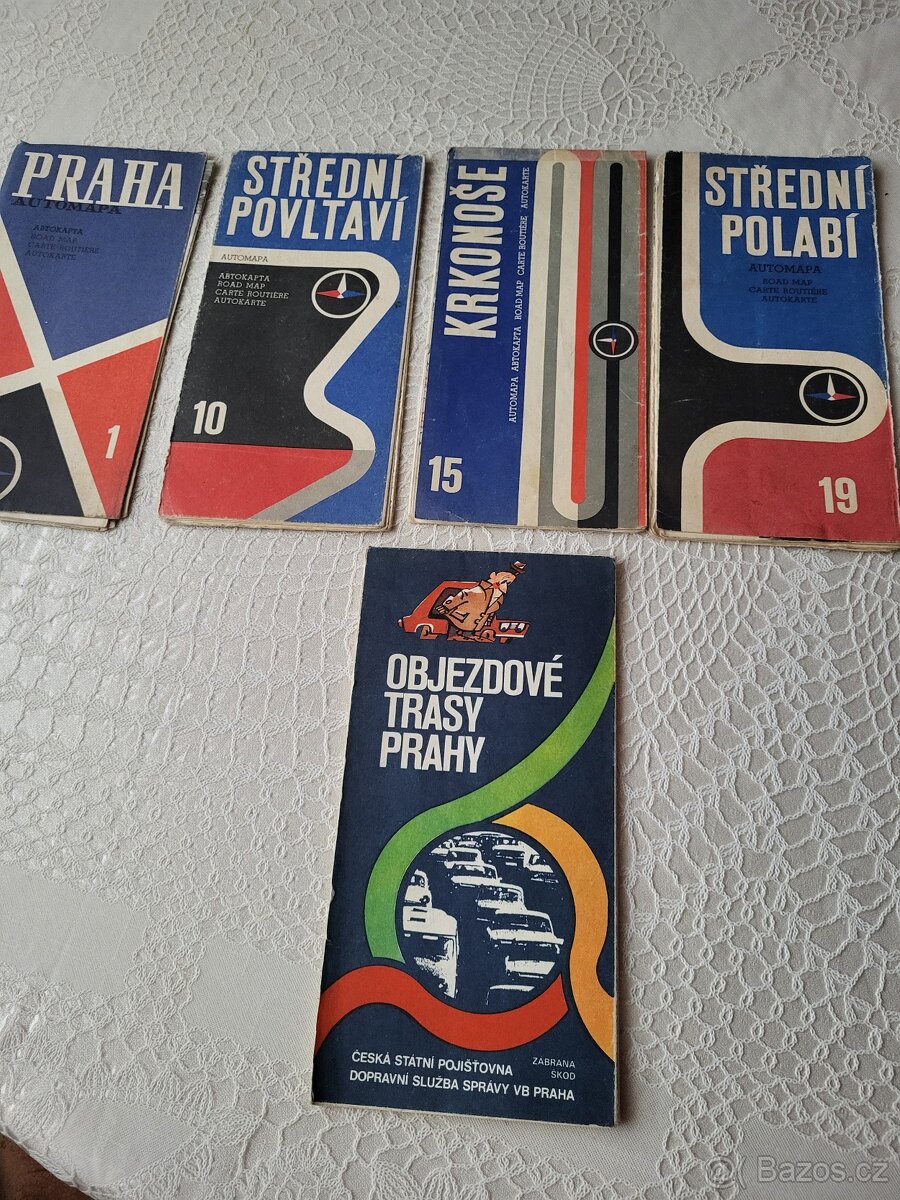 PRAHA
AUTOMAPA
АВТОКАРТА
ROAD MAP
CARTE ROUTIÈRE
AUTOKARTE
1
STŘEDNÍ
POVLTAVÍ
AUTOMAPA
АВТОКАРТА
ROAD MAP
CARTE ROUTIÈRE
AUTOKARTE
10
KRKONOŠE
AUTOMAPA АВТОКАРТА ROAD MAP CARTE ROUTIÈRE AUTOKARTE
15
STŘEDNÍ
POLABÍ
AUTOMAPA
ROAD MAP
CARTE ROUTIÈRE
AUTOKARTE
19
OBJEZDOVÉ
TRASY
PRAHY
ČESKÁ STÁTNÍ POJIŠŤOVNA
DOPRAVNÍ SLUŽBA SPRÁVY VB PRAHA
ZÁBRANA
ŠKOD
Bazos.cz